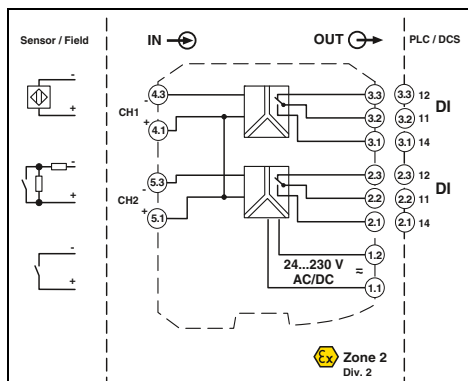 Sensor / Field
IN
OUT
PLC / DCS
-
+
-
+
-
+
CH1
-
+
4.3
4.1
CH2
-
+
5.3
5.1
3.3
3.2
3.1
2.3
2.2
2.1
1.2
1.1
3.3 12
3.2 11
3.1 14
DI
2.3 12
2.2 11
2.1 14
DI
24...230 V
AC/DC
≈
Ex Zone 2
Div. 2